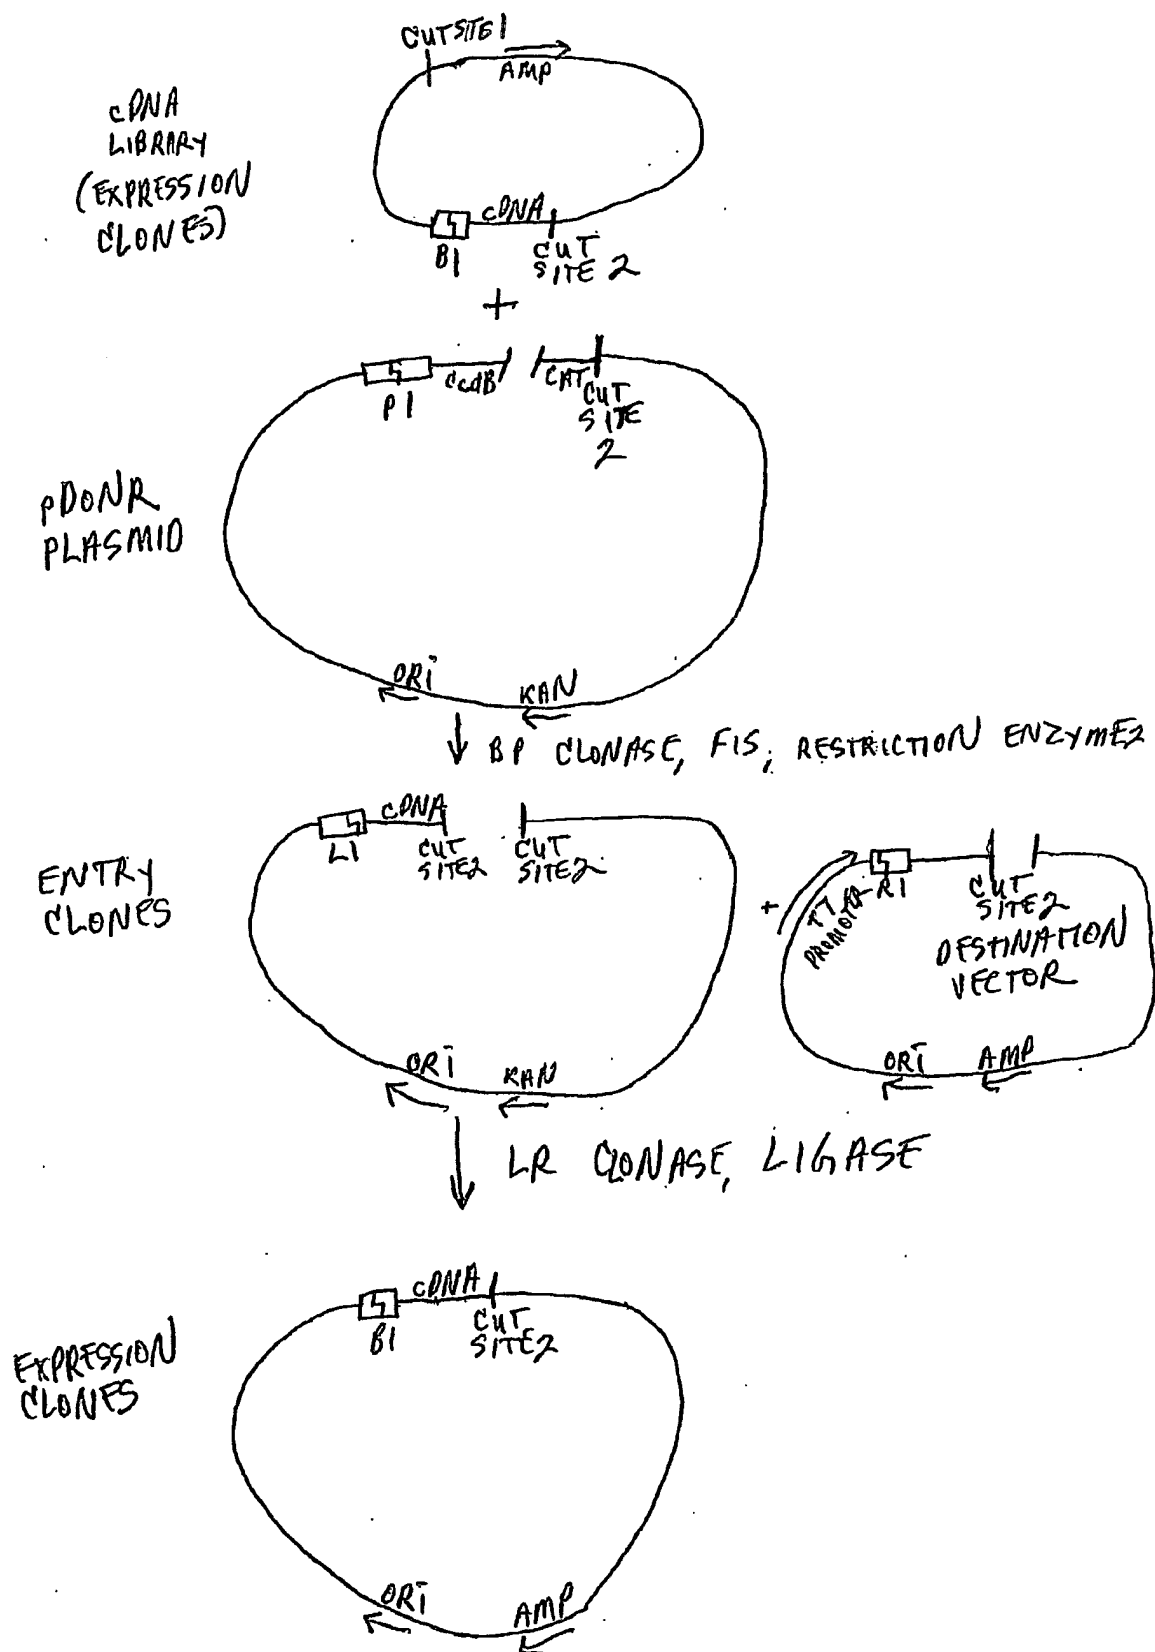 CUT SITE 1
AMP
cDNA
LIBRARY
(EXPRESSION
CLONES)
cDNA
B1
CUT
SITE 2
+
P1
CcdB
CAT
CUT
SITE
2
pDONR
PLASMID
ORI
KAN
BP CLONASE, FIS, RESTRICTION ENZYME2
ENTRY
CLONES
L1
cDNA
CUT
SITE2
CUT
SITE2
ORI
KAN
+
T7
PROMOTER
R1
CUT
SITE2
DESTINATION
VECTOR
ORI
AMP
LR CLONASE, LIGASE
EXPRESSION
CLONES
B1
cDNA
CUT
SITE2
ORI
AMP